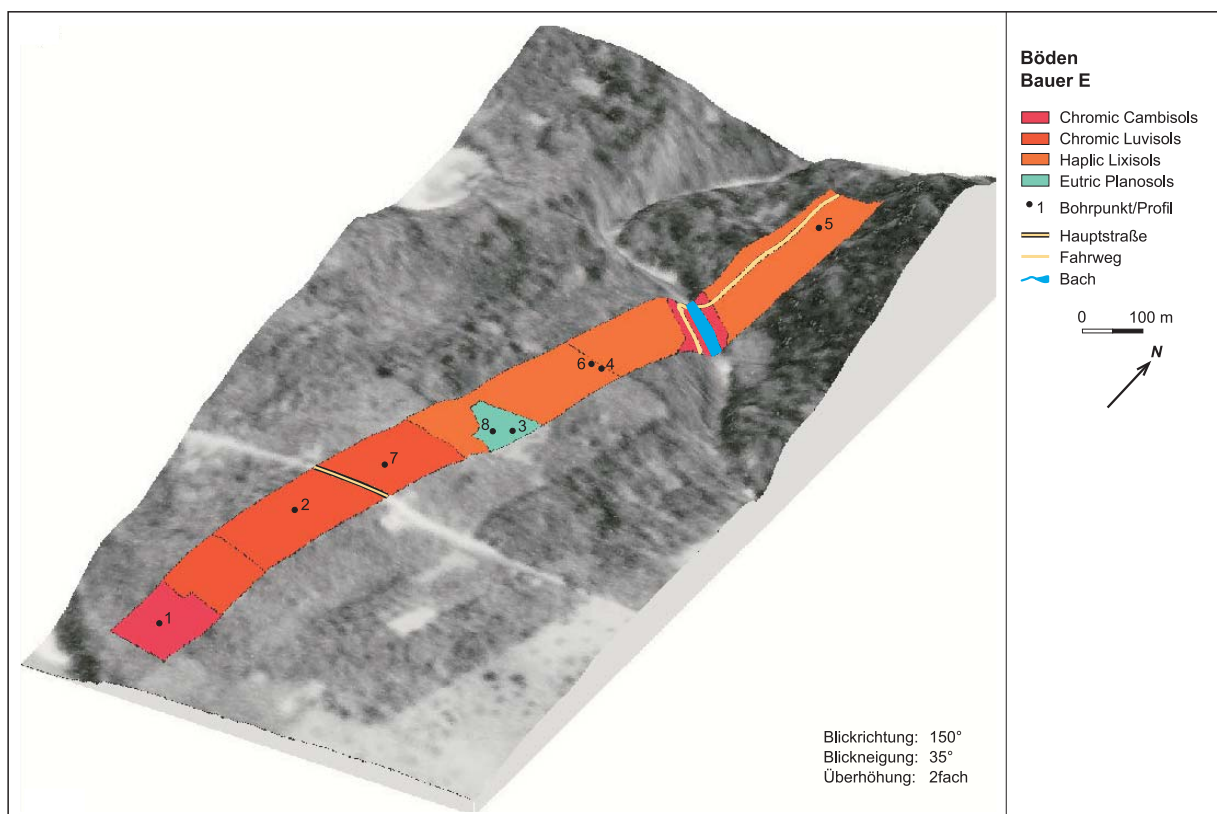 Böden
Bauer E
Chromic Cambisols
Chromic Luvisols
Haplic Lixisols
Eutric Planosols
1 Bohrpunkt/Profil
Hauptstraße
Fahrweg
Bach
0 100 m
N
5
6 4
8 3
7
2
1
Blickrichtung: 150°
Blickneigung: 35°
Überhöhung: 2fach